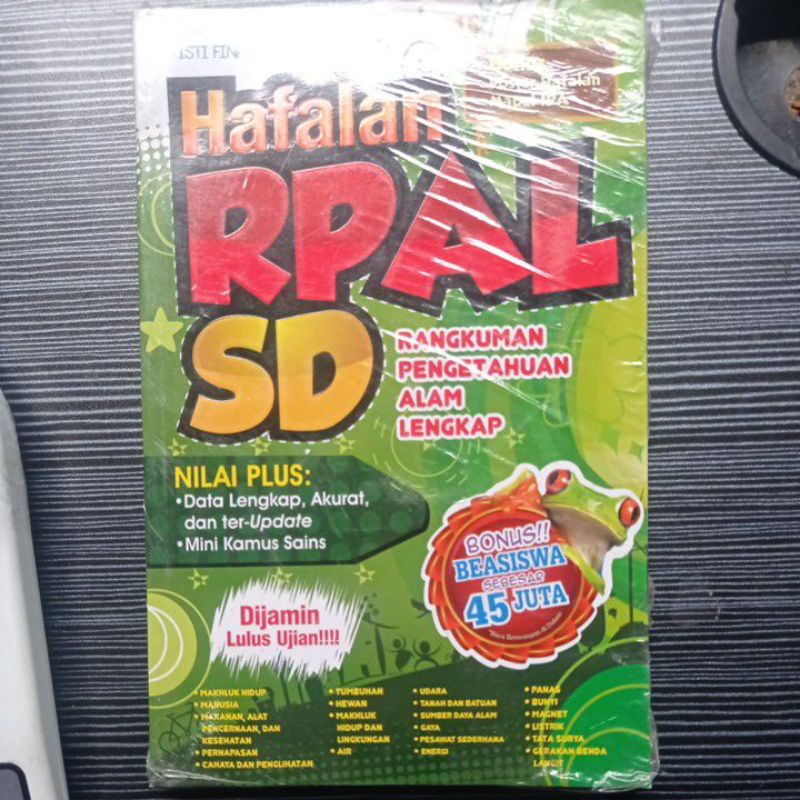 ISTI FIN
Hafalan
RPAL
SD
RANGKUMAN
PENGETAHUAN
ALAM
LENGKAP
NILAI PLUS:
•Data Lengkap, Akurat,
dan ter-Update
•Mini Kamus Sains
BONUS!!
BEASISWA
SEBESAR
45 JUTA
Dijamin
Lulus Ujian!!!!
• MAKHLUK HIDUP
• MANUSIA
• MAKANAN, ALAT
PENCERNAAN, DAN
KESEHATAN
• PERNAPASAN
• CAHAYA DAN PENGLIHATAN
• TUMBUHAN
• HEWAN
• MAKHLUK
HIDUP DAN
LINGKUNGAN
• AIR
• UDARA
• TANAH DAN BATUAN
• SUMBER DAYA ALAM
• GAYA
• PESAWAT SEDERHANA
• ENERGI
• PANAS
• BUNYI
• MAGNET
• LISTRIK
• TATA SURYA
• GERAKAN BENDA
LANGIT